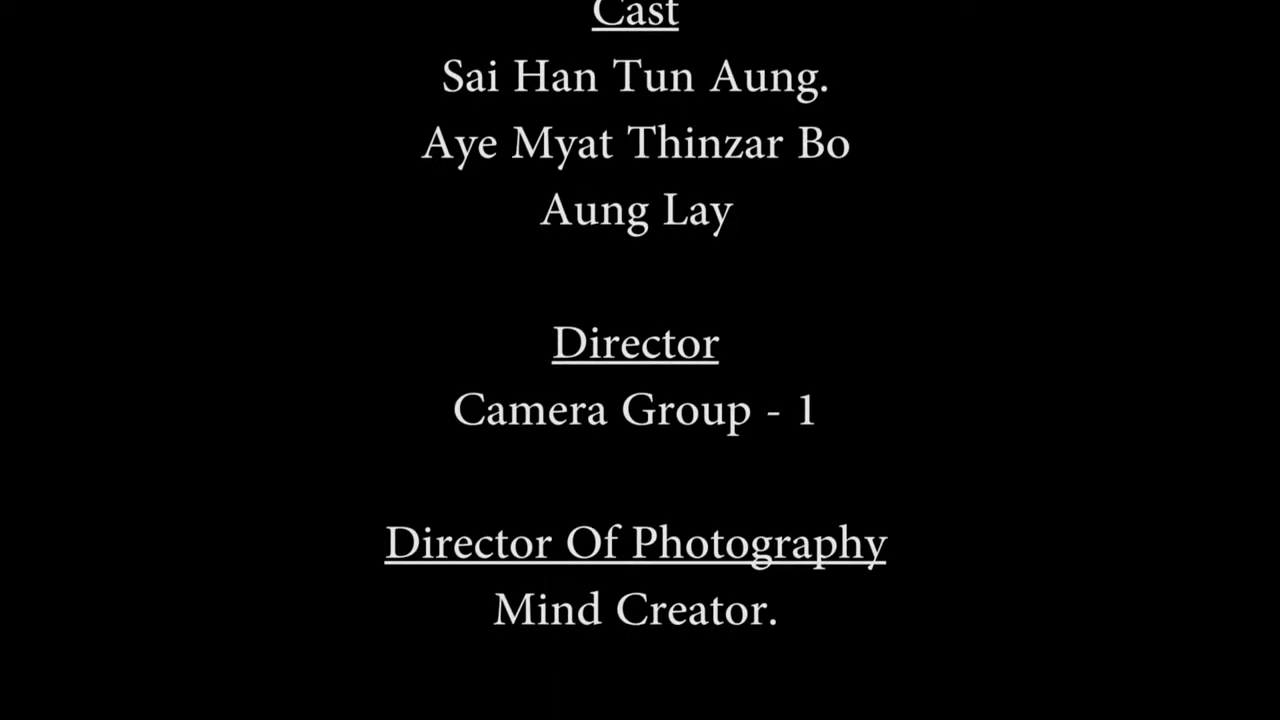 Cast
Sai Han Tun Aung.
Aye Myat Thinzar Bo
Aung Lay
Director
Camera Group - 1
Director Of Photography
Mind Creator.